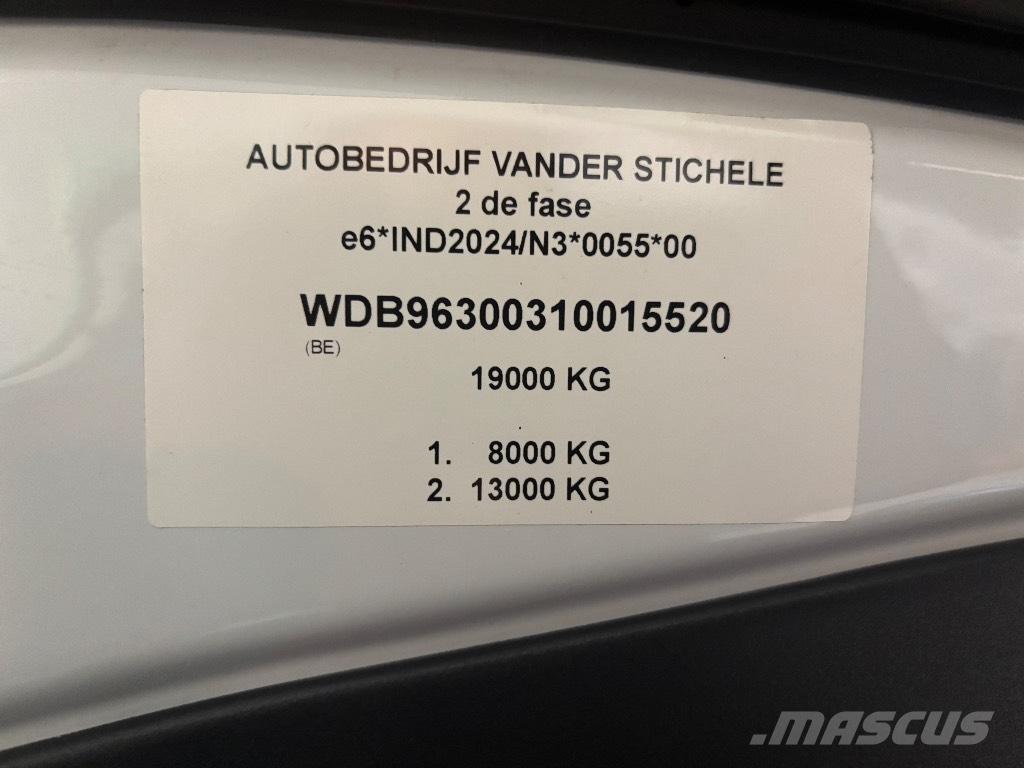 AUTOBEDRIJF VANDER STICHELE
2 de fase
e6*IND2024/N3*0055*00
WDB96300310015520
(BE)
19000 KG
1. 8000 KG
2. 13000 KG
MASCUS